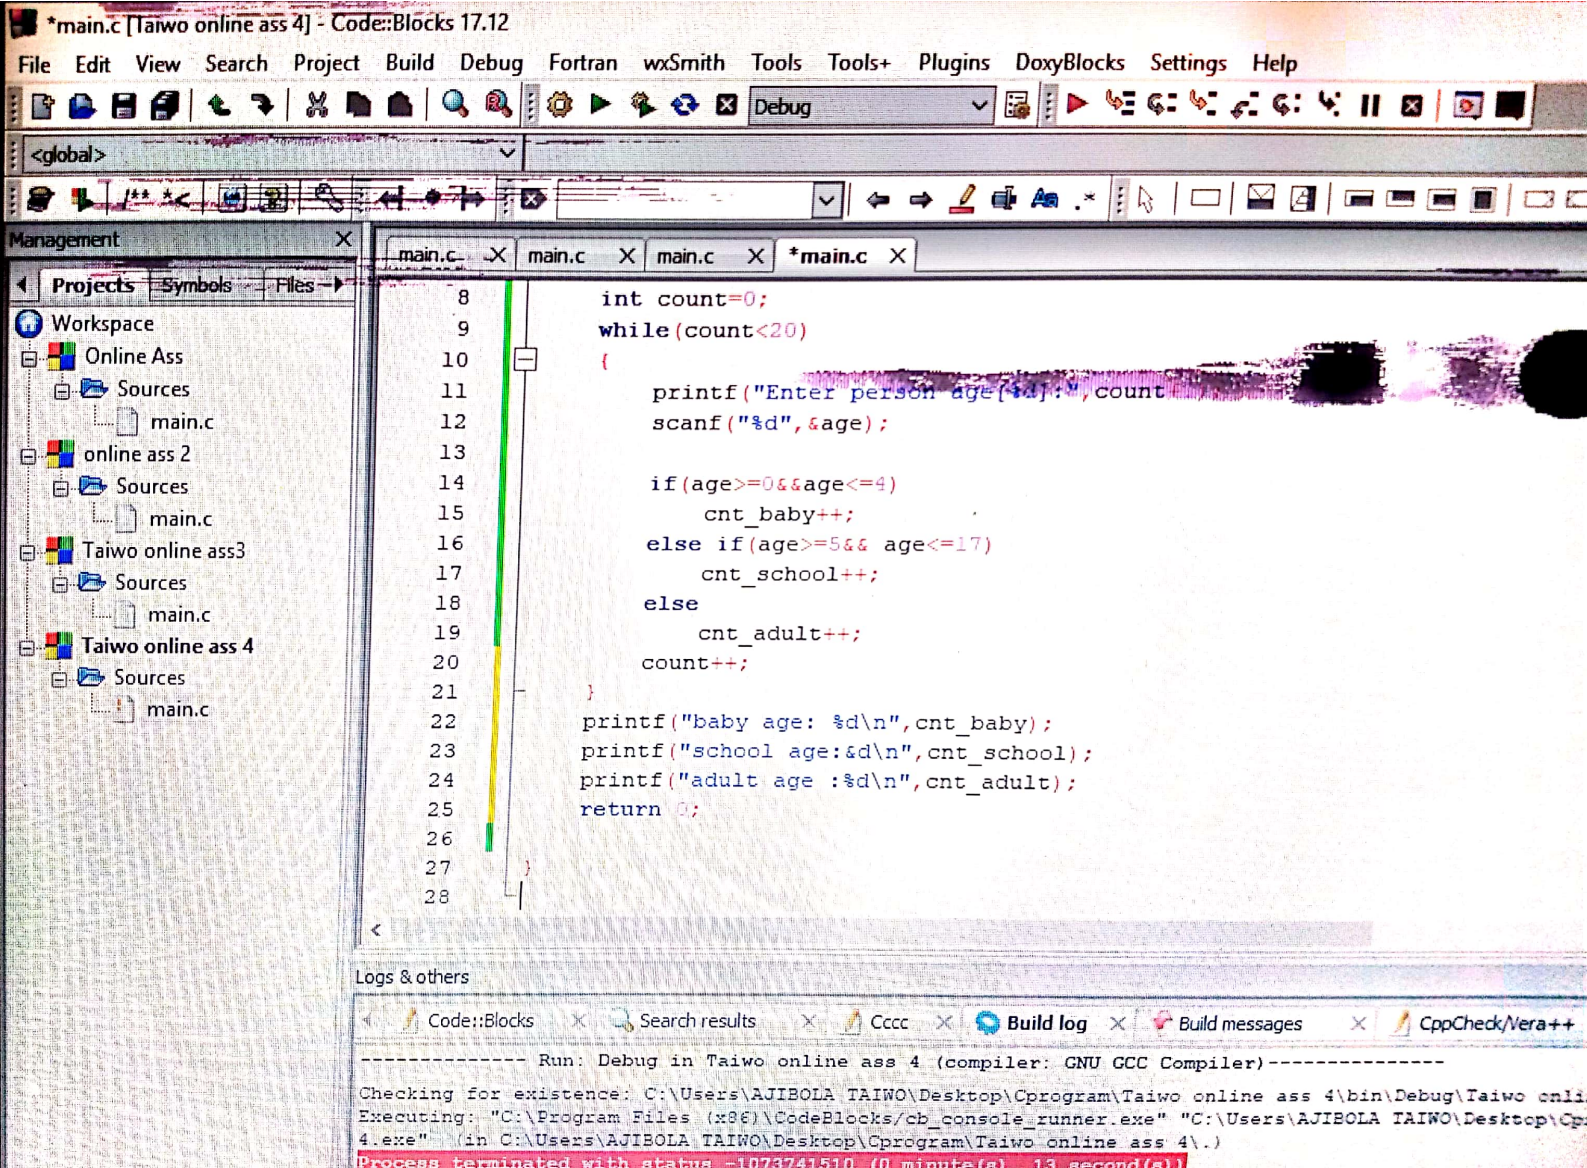 *main.c [Taiwo online ass 4] - Code::Blocks 17.12
File Edit View Search Project Build Debug Fortran wxSmith Tools Tools+ Plugins DoxyBlocks Settings Help
Debug
<global>
/** *<
Aa .*
Management
Projects Symbols Files
main.c main.c main.c *main.c
Workspace
Online Ass
Sources
main.c
online ass 2
Sources
main.c
Taiwo online ass3
Sources
main.c
Taiwo online ass 4
Sources
main.c
8 int count=0;
9 while(count<20)
10 {
11 printf("Enter person age[%d]:",count
12 scanf("%d",&age);
13
14 if(age>=0&&age<=4)
15 cnt_baby++;
16 else if(age>=5&& age<=17)
17 cnt_school++;
18 else
19 cnt_adult++;
20 count++;
21 }
22 printf("baby age: %d\n",cnt_baby);
23 printf("school age:&d\n",cnt_school);
24 printf("adult age :%d\n",cnt_adult);
25 return 0;
26
27 }
28
Logs & others
Code::Blocks Search results Cccc Build log Build messages CppCheck/Vera++
-------------- Run: Debug in Taiwo online ass 4 (compiler: GNU GCC Compiler)---------------
Checking for existence: C:\Users\AJIBOLA TAIWO\Desktop\Cprogram\Taiwo online ass 4\bin\Debug\Taiwo onli
Executing: "C:\Program Files (x86)\CodeBlocks/cb_console_runner.exe" "C:\Users\AJIBOLA TAIWO\Desktop\Cp
4.exe" (in C:\Users\AJIBOLA TAIWO\Desktop\Cprogram\Taiwo online ass 4\.)
Process terminated with status -1073741510 (0 minute(s), 13 second(s))